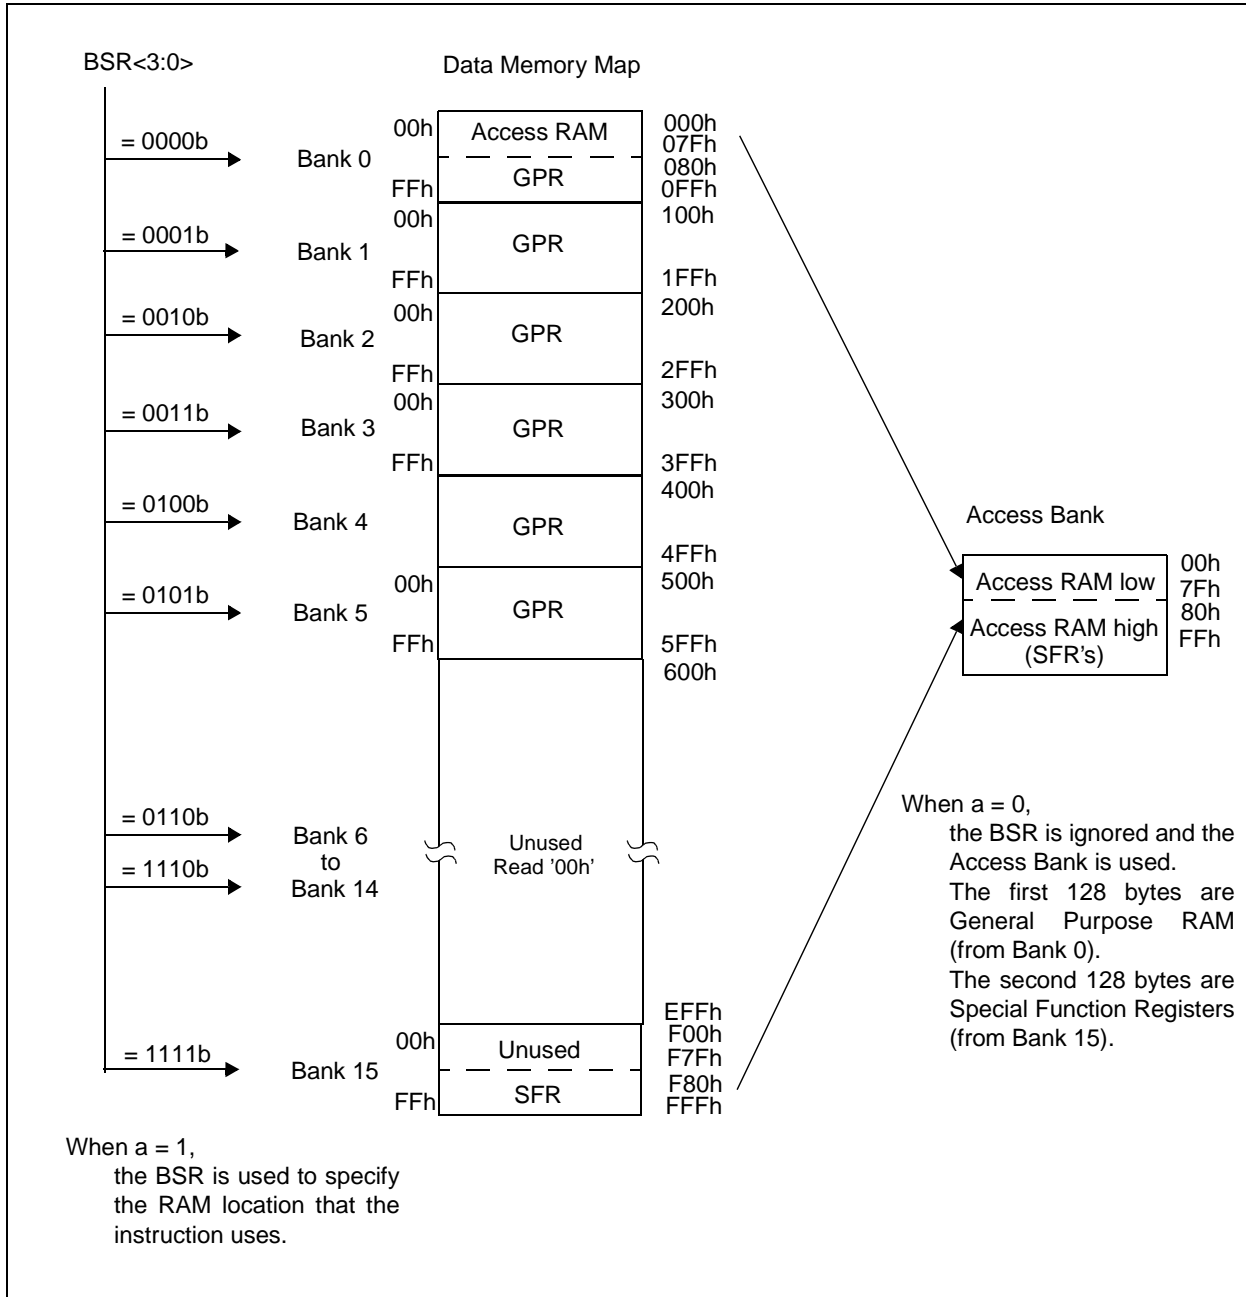 BSR<3:0>
Data Memory Map
= 0000b
Bank 0
00h
Access RAM
000h
07Fh
FFh
GPR
080h
0FFh
= 0001b
Bank 1
00h
GPR
100h
FFh
1FFh
= 0010b
Bank 2
00h
GPR
200h
FFh
2FFh
= 0011b
Bank 3
00h
GPR
300h
FFh
3FFh
= 0100b
Bank 4
GPR
400h
4FFh
= 0101b
Bank 5
00h
GPR
500h
FFh
5FFh
600h
= 0110b
= 1110b
Bank 6
to
Bank 14
Unused
Read '00h'
EFFh
= 1111b
Bank 15
00h
Unused
F00h
F7Fh
FFh
SFR
F80h
FFFh
Access Bank
Access RAM low
00h
7Fh
Access RAM high
(SFR's)
80h
FFh
When a = 0,
the BSR is ignored and the
Access Bank is used.
The first 128 bytes are
General Purpose RAM
(from Bank 0).
The second 128 bytes are
Special Function Registers
(from Bank 15).
When a = 1,
the BSR is used to specify
the RAM location that the
instruction uses.